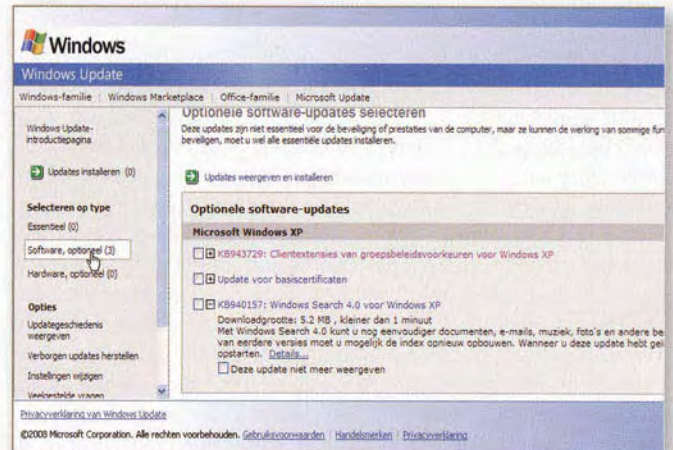 Windows
Windows Update
Windows-familie | Windows Marketplace | Office-familie | Microsoft Update
Windows Update-
introductiepagina
Updates installeren (0)
Selecteren op type
Essentieel (0)
Software, optioneel (3)
Hardware, optioneel (0)
Opties
Updategeschiedenis
weergeven
Verborgen updates herstellen
Instellingen wijzigen
Veelgestelde vragen
Optionele software-updates selecteren
Deze updates zijn niet essentieel voor de beveiliging of prestaties van de computer, maar ze kunnen de werking van sommige fun
beveiligen, moet u wel alle essentiële updates installeren.
Updates weergeven en installeren
Optionele software-updates
Microsoft Windows XP
KB943729: Clientextensies van groepsbeleidvoorkeuren voor Windows XP
Update voor basiscertificaten
KB940157: Windows Search 4.0 voor Windows XP
Downloadgrootte: 5.2 MB , kleiner dan 1 minuut
Met Windows Search 4.0 kunt u nog eenvoudiger documenten, e-mails, muziek, foto's en andere be
van eerdere versies moet u mogelijk de index opnieuw opbouwen. Wanneer u deze update hebt geï
opstarten. Details...
Deze update niet meer weergeven
Privacyverklaring van Windows Update
©2008 Microsoft Corporation. Alle rechten voorbehouden. Gebruiksvoorwaarden | Handelsmerken | Privacyverklaring